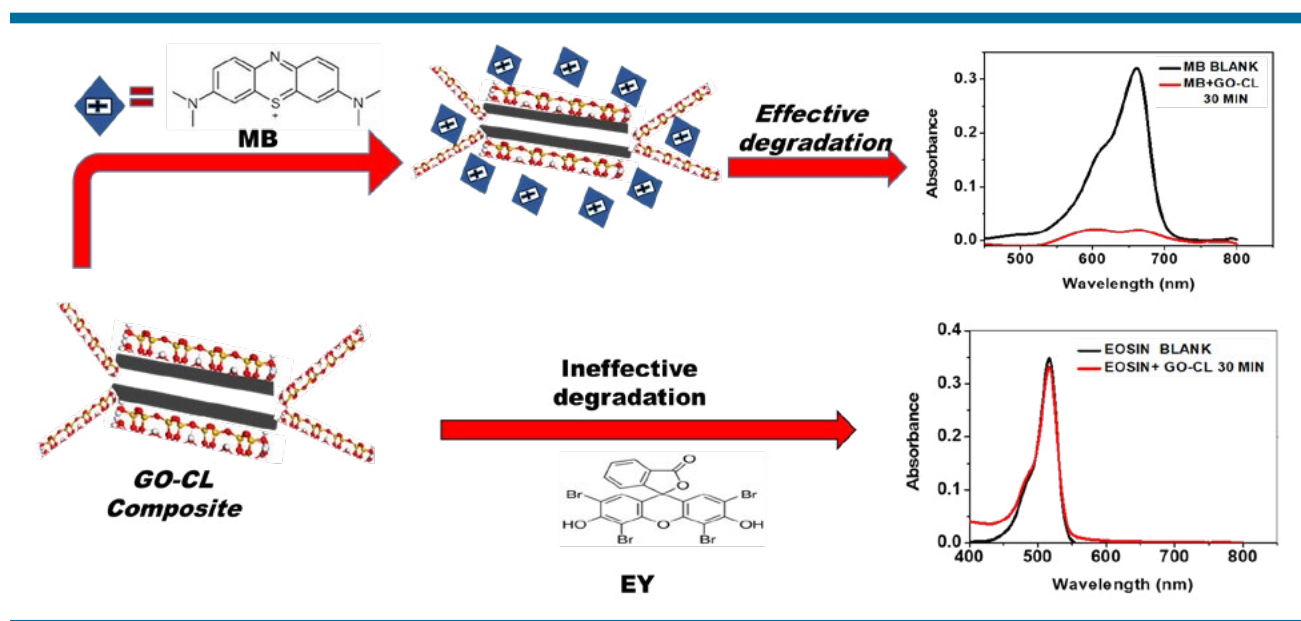 MB
N
N
S
+
N
Effective
degradation
MB BLANK
MB+GO-CL
30 MIN
Absorbance
0.3
0.2
0.1
0.0
500
600
700
800
Wavelength (nm)
GO-CL
Composite
Ineffective
degradation
O
O
Br
Br
HO
O
OH
Br
Br
EY
EOSIN BLANK
EOSIN+ GO-CL 30 MIN
Absorbance
0.4
0.3
0.2
0.1
0.0
400
500
600
700
800
Wavelength (nm)